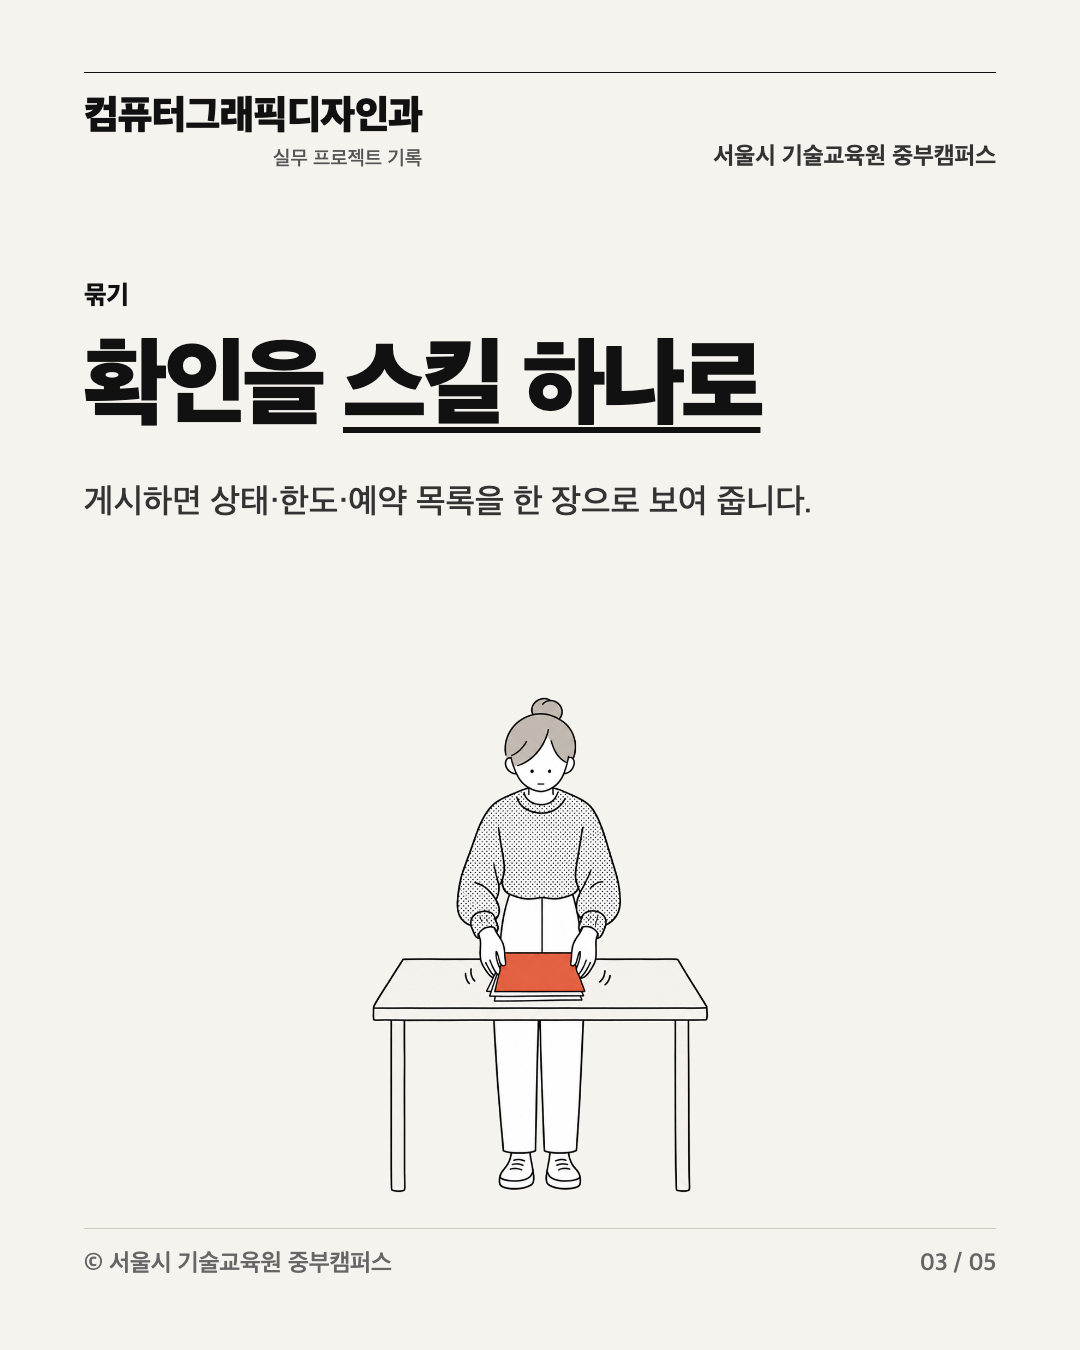 컴퓨터그래픽디자인과
실무 프로젝트 기록
서울시 기술교육원 중부캠퍼스
묶기
확인을 스킬 하나로
게시하면 상태·한도·예약 목록을 한 장으로 보여 줍니다.
© 서울시 기술교육원 중부캠퍼스
03 / 05